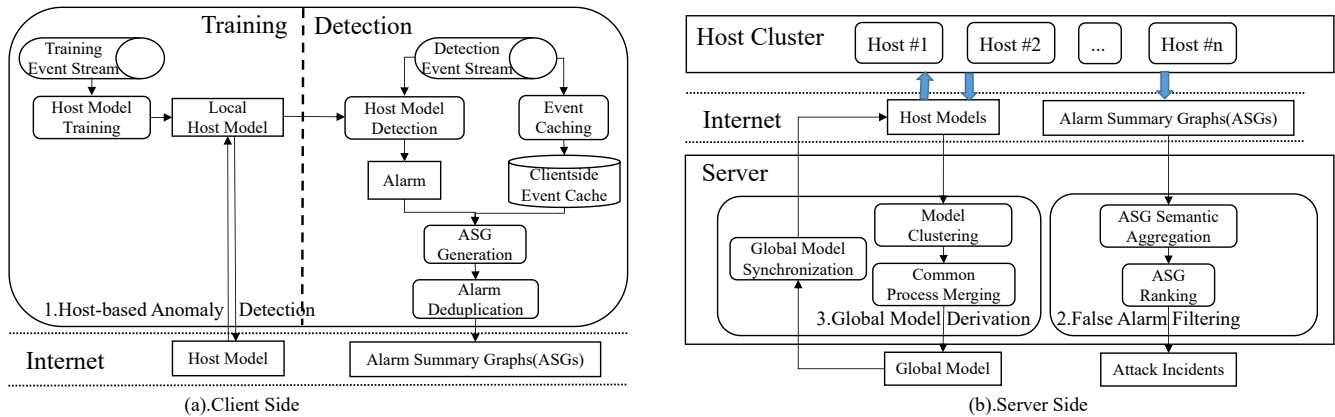 Training
Detection
Training
Event Stream
Detection
Event Stream
Host Model
Training
Local
Host Model
Host Model
Detection
Event
Caching
Alarm
Clientside
Event Cache
ASG
Generation
Alarm
Deduplication
1.Host-based Anomaly Detection
Internet
Host Model
Alarm Summary Graphs(ASGs)
(a).Client Side
Host Cluster
Host #1
Host #2
...
Host #n
Internet
Host Models
Alarm Summary Graphs(ASGs)
Server
Global Model
Synchronization
Model
Clustering
Common
Process Merging
3.Global Model Derivation
ASG Semantic
Aggregation
ASG
Ranking
2.False Alarm Filtering
Global Model
Attack Incidents
(b).Server Side